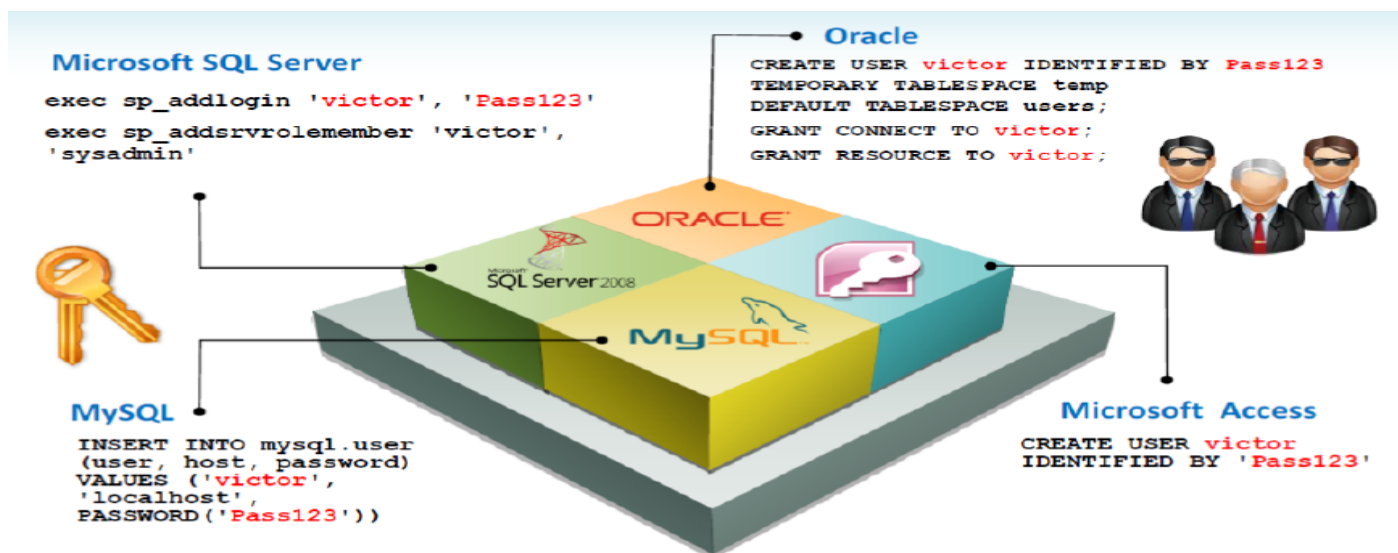 Microsoft SQL Server
exec sp_addlogin 'victor', 'Pass123'
exec sp_addsrvrolemember 'victor',
'sysadmin'
Oracle
CREATE USER victor IDENTIFIED BY Pass123
TEMPORARY TABLESPACE temp
DEFAULT TABLESPACE users;
GRANT CONNECT TO victor;
GRANT RESOURCE TO victor;
ORACLE
Microsoft
SQL Server 2008
MySQL
MySQL
INSERT INTO mysql.user
(user, host, password)
VALUES ('victor',
'localhost',
PASSWORD('Pass123'))
Microsoft Access
CREATE USER victor
IDENTIFIED BY 'Pass123'